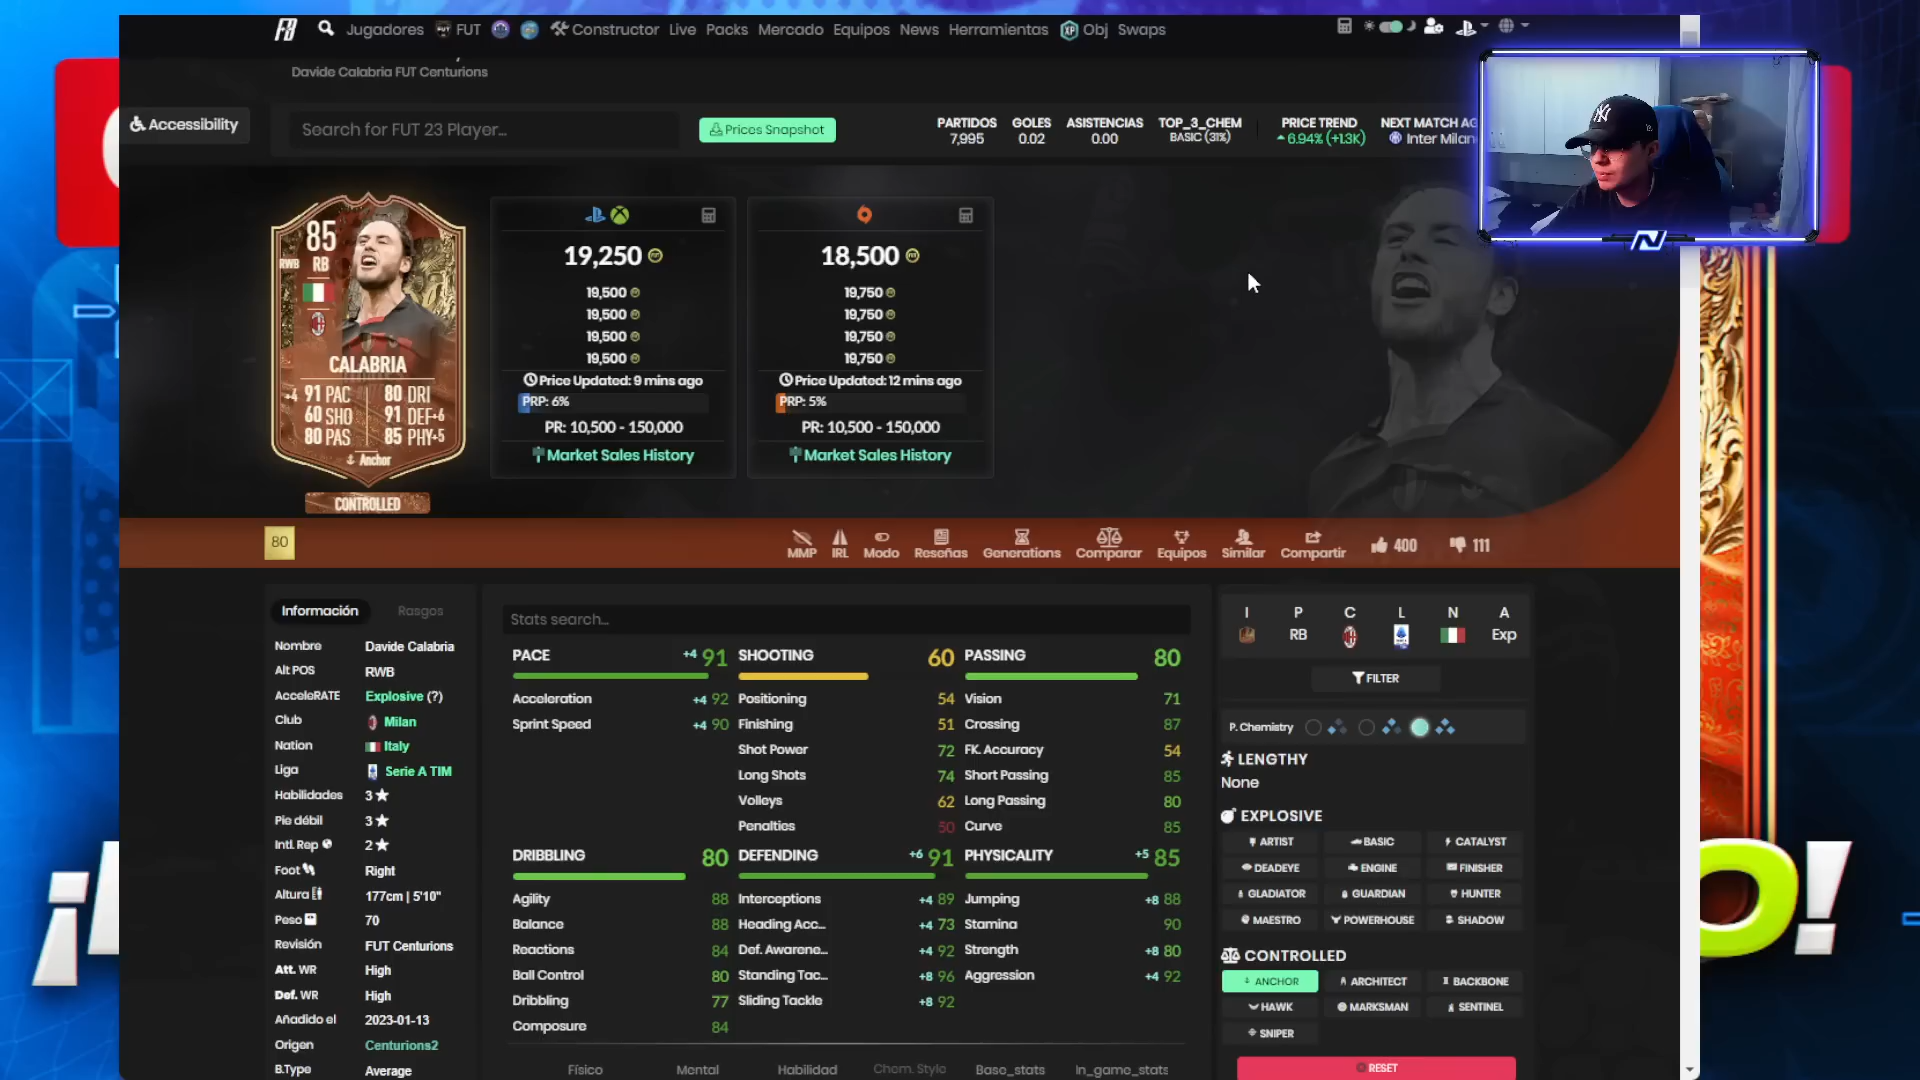 Jugadores FUT Constructor Live Packs Mercado Equipos News Herramientas XP Obj Swaps
Davide Calabria FUT Centurions
Accessibility
Search for FUT 23 Player...
Prices Snapshot
PARTIDOS GOLES ASISTENCIAS TOP_3_CHEM PRICE TREND NEXT MATCH AG
7,995 0.02 0.00 BASIC (31%) 6.94% (+1.3K) Inter Milan
85
RWB RB
CALABRIA
+4 91 PAC 80 DRI
60 SHO 91 DEF+6
80 PAS 85 PHY+5
Anchor
CONTROLLED
19,250
19,500
19,500
19,500
19,500
Price Updated: 9 mins ago
PRP: 6%
PR: 10,500 - 150,000
Market Sales History
18,500
19,750
19,750
19,750
19,750
Price Updated: 12 mins ago
PRP: 5%
PR: 10,500 - 150,000
Market Sales History
NY
N
80
MMP IRL Modo Reseñas Generations Comparar Equipos Similar Compartir 400 111
Información Rasgos
Nombre Davide Calabria
Alt POS RWB
AcceleRATE Explosive (?)
Club Milan
Nation Italy
Liga Serie A TIM
Habilidades 3
Pie débil 3
Intl. Rep 2
Foot Right
Altura 177cm | 5'10"
Peso 70
Revisión FUT Centurions
Att. WR High
Def. WR High
Añadido el 2023-01-13
Origen Centurions2
B.Type Average
Stats search...
PACE +4 91
Acceleration +4 92
Sprint Speed +4 90
SHOOTING 60
Positioning 54
Finishing 51
Shot Power 72
Long Shots 74
Volleys 62
Penalties 50
PASSING 80
Vision 71
Crossing 87
FK. Accuracy 54
Short Passing 85
Long Passing 80
Curve 85
DRIBBLING 80
Agility 88
Balance 88
Reactions 84
Ball Control 80
Dribbling 77
Composure 84
DEFENDING +6 91
Interceptions +4 89
Heading Acc... +4 73
Def. Awarene... +4 92
Standing Tac... +8 96
Sliding Tackle +8 92
PHYSICALITY +5 85
Jumping +8 88
Stamina 90
Strength +8 80
Aggression +4 92
Físico Mental Habilidad Chem. Style Base_stats In_game_stats
I P C L N A
RB Exp
FILTER
P. Chemistry
LENGTHY
None
EXPLOSIVE
ARTIST BASIC CATALYST
DEADEYE ENGINE FINISHER
GLADIATOR GUARDIAN HUNTER
MAESTRO POWERHOUSE SHADOW
CONTROLLED
ANCHOR ARCHITECT BACKBONE
HAWK MARKSMAN SENTINEL
SNIPER
RESET